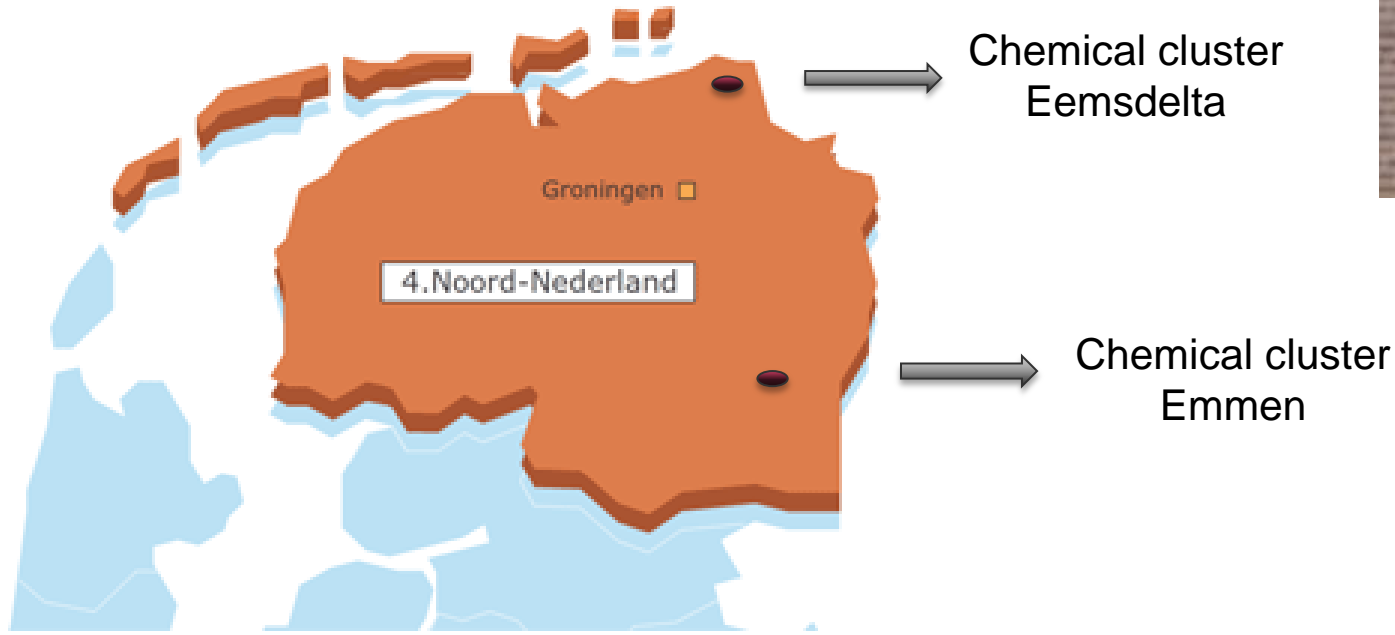 Chemical cluster
Eemsdelta
Groningen
4.Noord-Nederland
Chemical cluster
Emmen